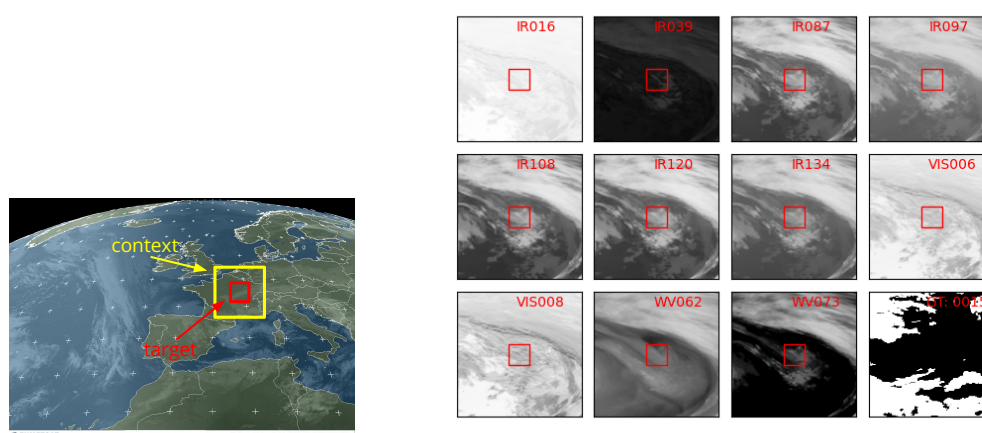 IR016
IR039
IR087
IR097
IR108
IR120
IR134
VIS006
VIS008
WV062
WV073
context
target